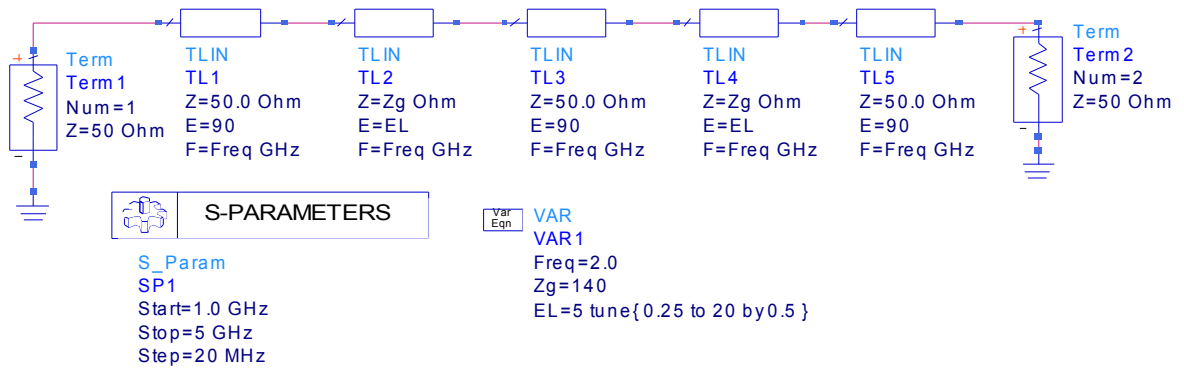 Term
Term1
Num=1
Z=50 Ohm
TLIN
TL1
Z=50.0 Ohm
E=90
F=Freq GHz
TLIN
TL2
Z=Zg Ohm
E=EL
F=Freq GHz
TLIN
TL3
Z=50.0 Ohm
E=90
F=Freq GHz
TLIN
TL4
Z=Zg Ohm
E=EL
F=Freq GHz
TLIN
TL5
Z=50.0 Ohm
E=90
F=Freq GHz
Term
Term2
Num=2
Z=50 Ohm
S-PARAMETERS
S_Param
SP1
Start=1.0 GHz
Stop=5 GHz
Step=20 MHz
Var
Eqn
VAR
VAR1
Freq=2.0
Zg=140
EL=5 tune{ 0.25 to 20 by 0.5 }